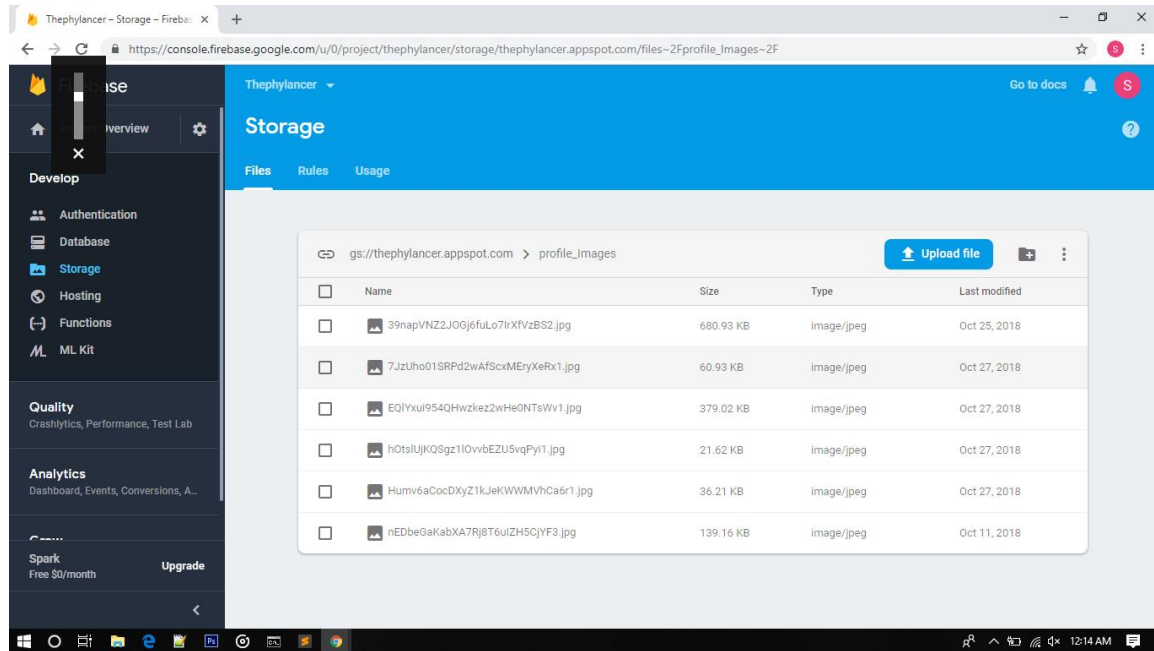 Thephylancer – Storage – Fireba
https://console.firebase.google.com/u/0/project/thephylancer/storage/thephylancer.appspot.com/files~2Fprofile_Images~2F
S
Firebase
Thephylancer
Go to docs
S
Overview
Storage
Develop
Files Rules Usage
Authentication
Database
Storage
Hosting
Functions
ML Kit
gs://thephylancer.appspot.com > profile_Images
Upload file
Name Size Type Last modified
39napVNZ2JOGj6fuLo7IrXfVzBS2.jpg 680.93 KB image/jpeg Oct 25, 2018
7JzUho01SRPd2wAfScxMEryXeRx1.jpg 60.93 KB image/jpeg Oct 27, 2018
EQlYxui954QHwzkez2wHe0NTsWv1.jpg 379.02 KB image/jpeg Oct 27, 2018
hOtslUjKQSgz1lOvvbEZU5vqPyi1.jpg 21.62 KB image/jpeg Oct 27, 2018
Humv6aCocDXyZ1kJeKWWMVhCa6r1.jpg 36.21 KB image/jpeg Oct 27, 2018
nEDbeGaKabXA7Rj8T6uIZH5CjYF3.jpg 139.16 KB image/jpeg Oct 11, 2018
Quality
Crashlytics, Performance, Test Lab
Analytics
Dashboard, Events, Conversions, A...
Spark
Free $0/month
Upgrade
Ps
12:14 AM